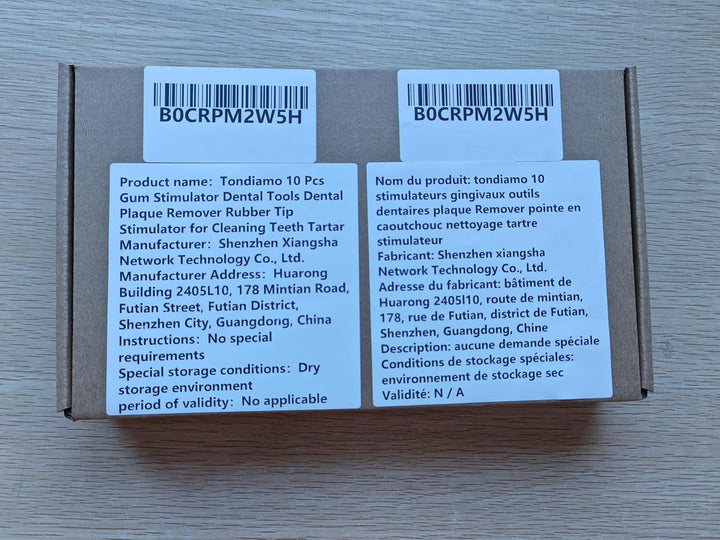 B0CRPM2W5H
Product name: Tondiamo 10 Pcs
Gum Stimulator Dental Tools Dental
Plaque Remover Rubber Tip
Stimulator for Cleaning Teeth Tartar
Manufacturer: Shenzhen Xiangsha
Network Technology Co., Ltd.
Manufacturer Address: Huarong
Building 2405L10, 178 Mintian Road,
Futian Street, Futian District,
Shenzhen City, Guangdong, China
Instructions: No special
requirements
Special storage conditions: Dry
storage environment
period of validity: No applicable
B0CRPM2W5H
Nom du produit: tondiamo 10
stimulateurs gingivaux outils
dentaires plaque Remover pointe en
caoutchouc nettoyage tartre
stimulateur
Fabricant: Shenzhen xiangsha
Network Technology Co., Ltd.
Adresse du fabricant: bâtiment de
Huarong 2405l10, route de mintian,
178, rue de Futian, district de Futian,
Shenzhen, Guangdong, Chine
Description: aucune demande spéciale
Conditions de stockage spéciales:
environnement de stockage sec
Validité: N / A